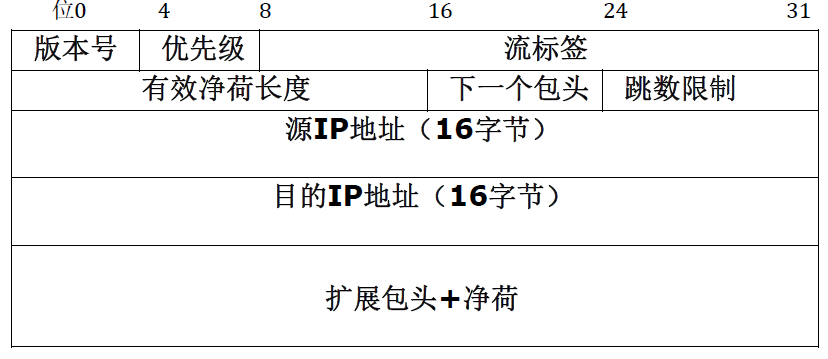 位0 4 8 16 24 31
版本号 优先级 流标签
有效净荷长度 下一个包头 跳数限制
源IP地址（16字节）
目的IP地址（16字节）
扩展包头+净荷